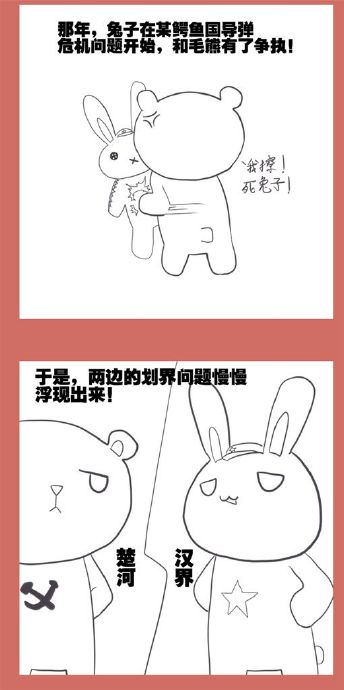 那年，兔子在某鳄鱼国导弹
危机问题开始，和毛熊有了争执！
我擦！
死兔子！
于是，两边的划界问题慢慢
浮现出来！
楚河
汉界